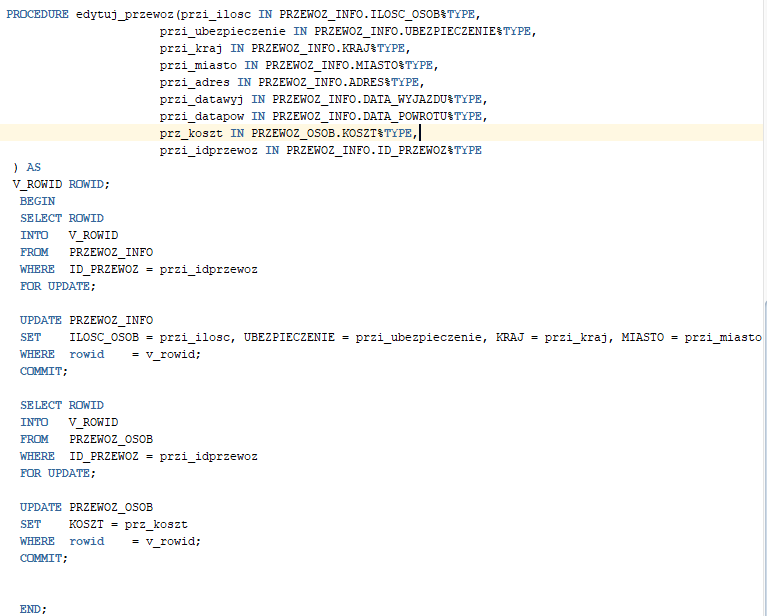 PROCEDURE edytuj_przewoz(przi_ilosc IN PRZEWOZ_INFO.ILOSC_OSOB%TYPE,
przi_ubezpieczenie IN PRZEWOZ_INFO.UBEZPIECZENIE%TYPE,
przi_kraj IN PRZEWOZ_INFO.KRAJ%TYPE,
przi_miasto IN PRZEWOZ_INFO.MIASTO%TYPE,
przi_adres IN PRZEWOZ_INFO.ADRES%TYPE,
przi_datawyj IN PRZEWOZ_INFO.DATA_WYJAZDU%TYPE,
przi_datapow IN PRZEWOZ_INFO.DATA_POWROTU%TYPE,
prz_koszt IN PRZEWOZ_OSOB.KOSZT%TYPE,
przi_idprzewoz IN PRZEWOZ_INFO.ID_PRZEWOZ%TYPE
) AS
V_ROWID ROWID;
BEGIN
SELECT ROWID
INTO V_ROWID
FROM PRZEWOZ_INFO
WHERE ID_PRZEWOZ = przi_idprzewoz
FOR UPDATE;
UPDATE PRZEWOZ_INFO
SET ILOSC_OSOB = przi_ilosc, UBEZPIECZENIE = przi_ubezpieczenie, KRAJ = przi_kraj, MIASTO = przi_miasto
WHERE rowid = v_rowid;
COMMIT;
SELECT ROWID
INTO V_ROWID
FROM PRZEWOZ_OSOB
WHERE ID_PRZEWOZ = przi_idprzewoz
FOR UPDATE;
UPDATE PRZEWOZ_OSOB
SET KOSZT = prz_koszt
WHERE rowid = v_rowid;
COMMIT;
END;